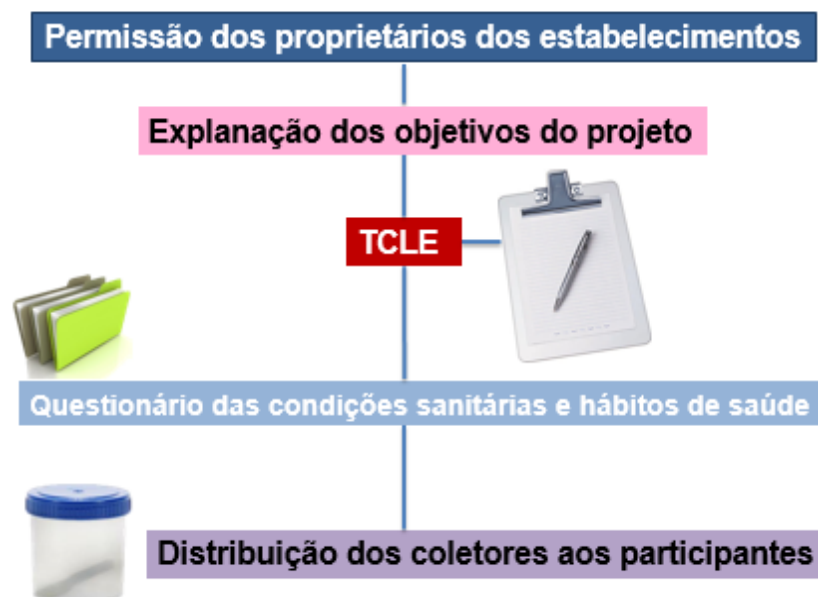 Permissão dos proprietários dos estabelecimentos
Explanação dos objetivos do projeto
TCLE
Questionário das condições sanitárias e hábitos de saúde
Distribuição dos coletores aos participantes